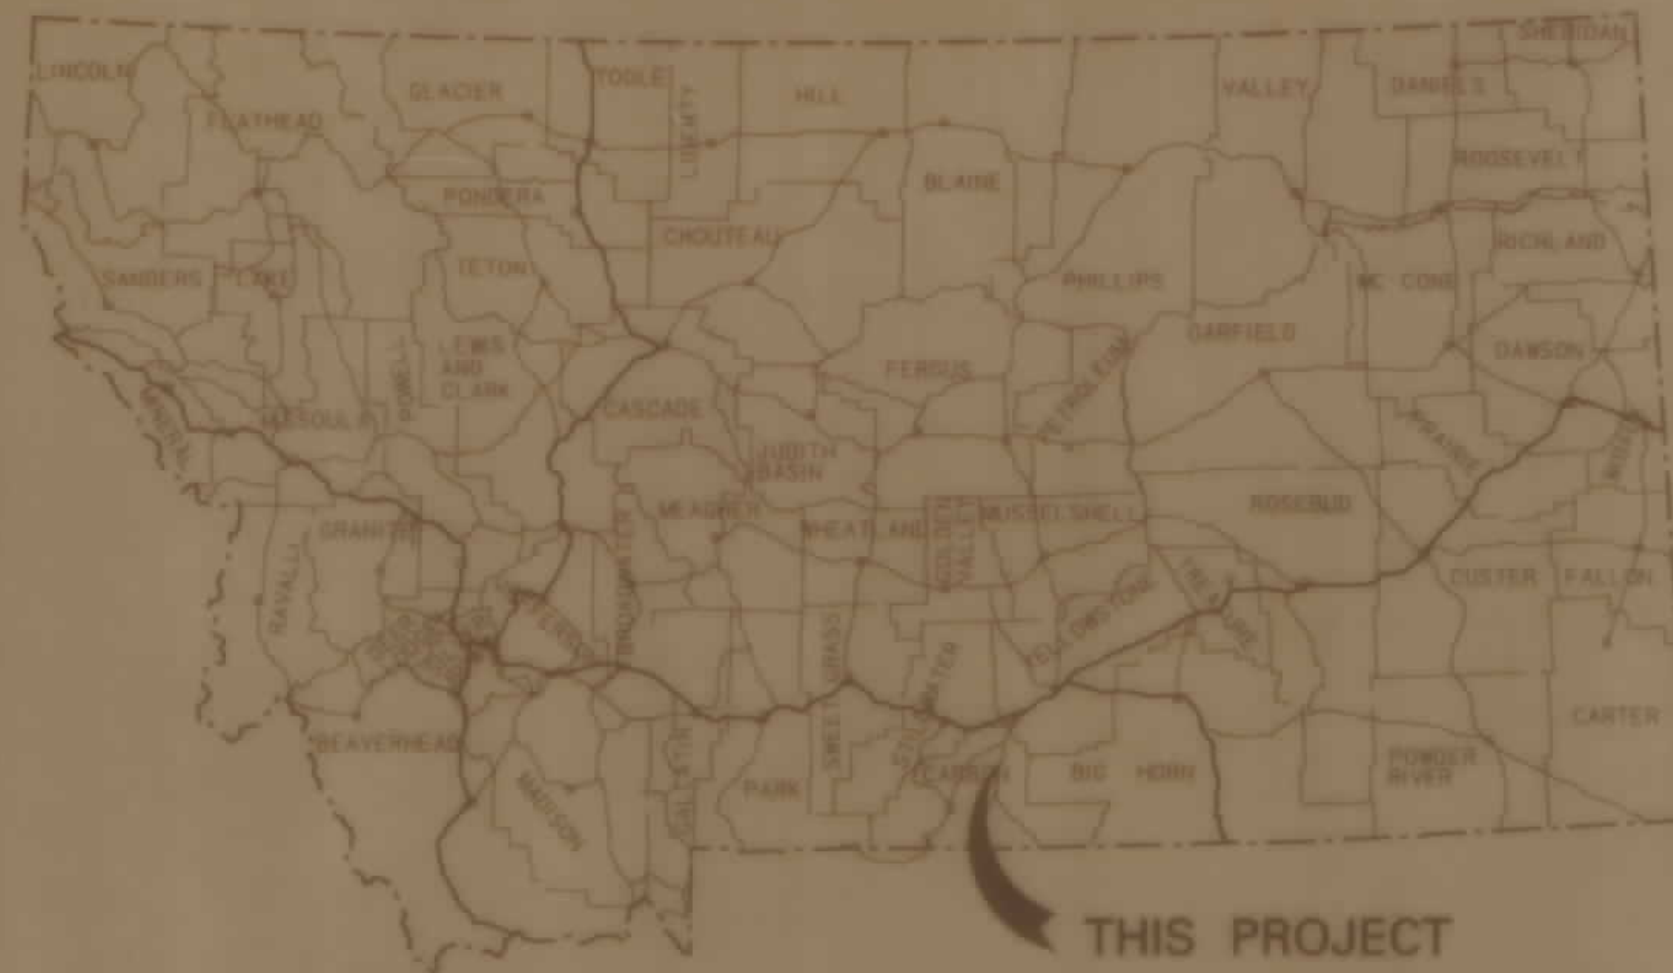 SHERIDAN
LINCOLN
GLACIER
TOOLE
LIBERTY
HILL
VALLEY
DANIELS
FLATHEAD
ROOSEVELT
BLAINE
PONDERA
CHOUTEAU
RICHLAND
SANDERS
LAKE
TETON
PHILLIPS
MC CONE
GARFIELD
POWELL
LEWIS
AND
CLARK
FERGUS
PETROLEUM
DAWSON
MINERAL
MISSOULA
CASCADE
PRAIRIE
JUDITH
BASIN
MEAGHER
WHEATLAND
GOLDEN
VALLEY
MUSSELSHELL
ROSEBUD
GRANITE
RAVALLI
BROADWATER
YELLOWSTONE
TREASURE
CUSTER
FALLON
SWEET GRASS
CARTER
BEAVERHEAD
MADISON
GALLATIN
PARK
CARBON
BIG HORN
POWDER
RIVER
THIS PROJECT